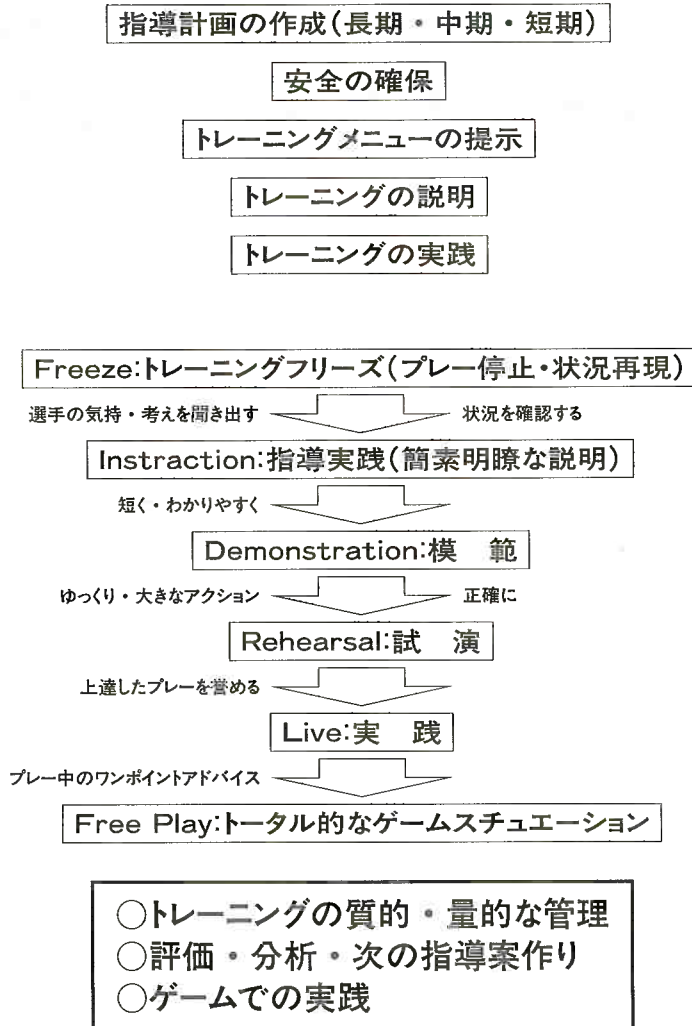 指導計画の作成(長期・中期・短期)
安全の確保
トレーニングメニューの提示
トレーニングの説明
トレーニングの実践
Freeze:トレーニングフリーズ(プレー停止・状況再現)
選手の気持・考えを聞き出す 状況を確認する
Instraction:指導実践(簡素明瞭な説明)
短く・わかりやすく
Demonstration:模 範
ゆっくり・大きなアクション 正確に
Rehearsal:試 演
上達したプレーを誉める
Live:実 践
プレー中のワンポイントアドバイス
Free Play:トータル的なゲームスチュエーション
○トレーニングの質的・量的な管理
○評価・分析・次の指導案作り
○ゲームでの実践